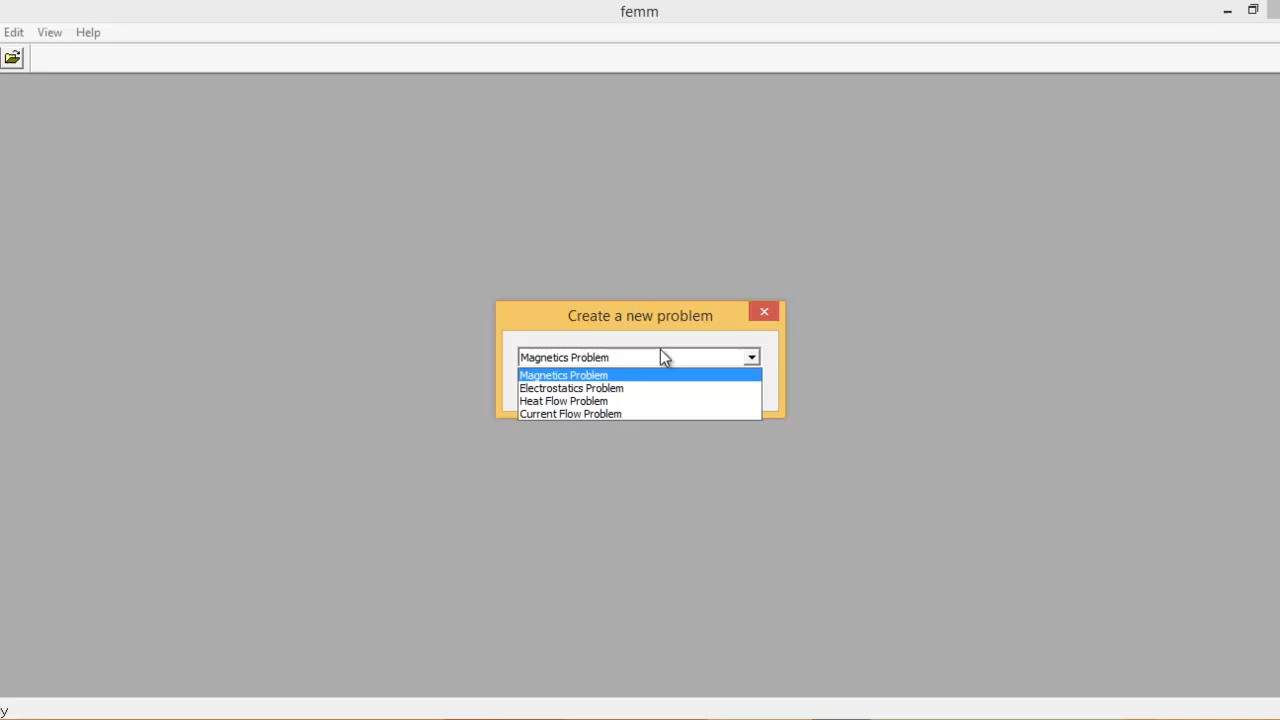 femm
Edit View Help
Create a new problem
Magnetics Problem
Magnetics Problem
Electrostatics Problem
Heat Flow Problem
Current Flow Problem
y